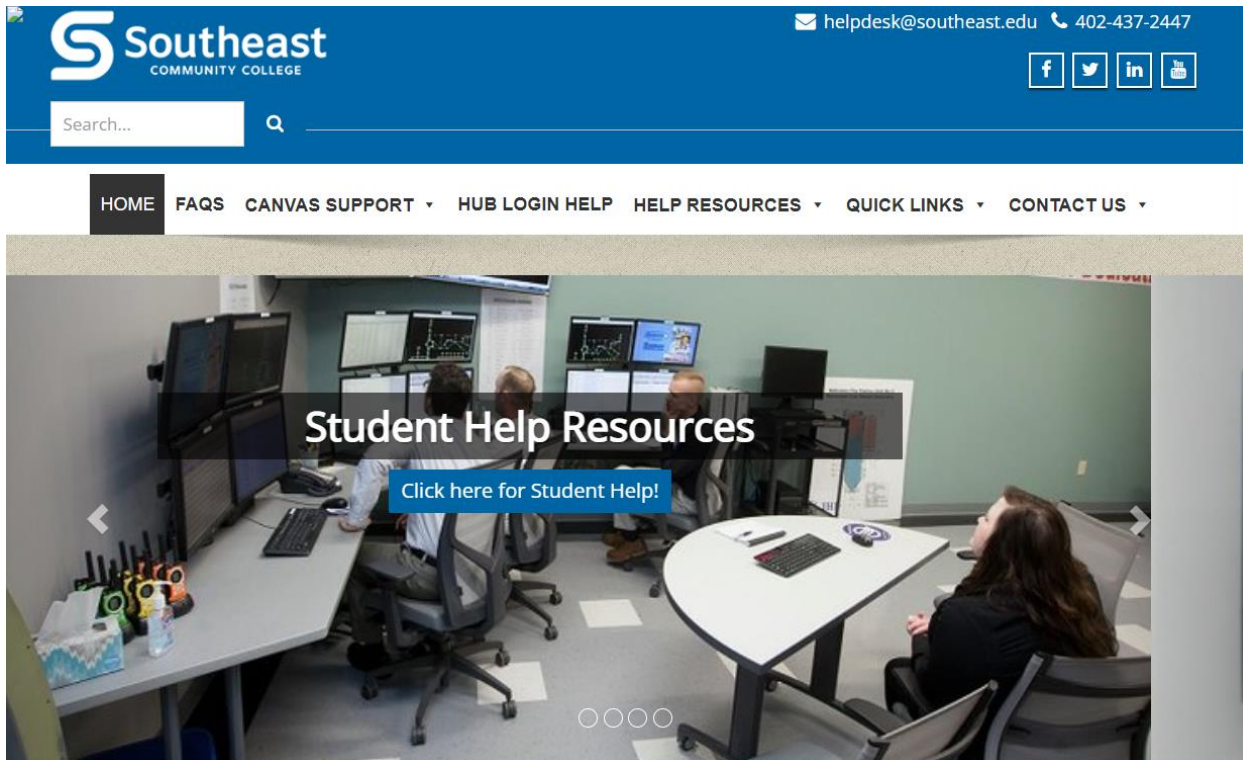 Southeast
COMMUNITY COLLEGE
helpdesk@southeast.edu 402-437-2447
Search...
HOME FAQS CANVAS SUPPORT HUB LOGIN HELP HELP RESOURCES QUICK LINKS CONTACT US
Student Help Resources
Click here for Student Help!